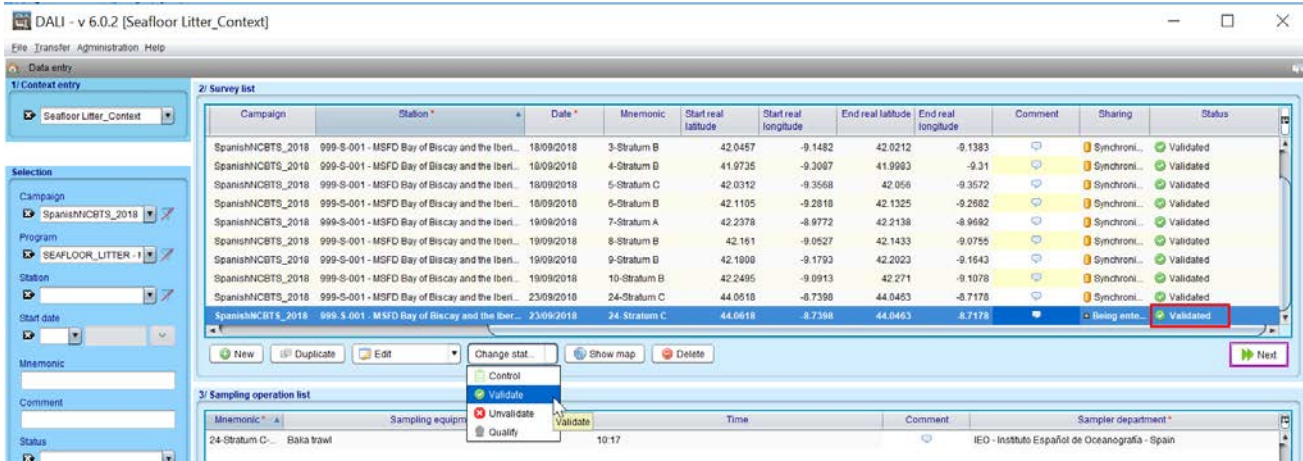 DALI - v 6.0.2 [Seafloor Litter_Context]
File Transfer Administration Help
Data entry
1/ Context entry
Seafloor Litter_Context
Selection
Campaign
SpanishNCBTS_2018
Program
SEAFLOOR_LITTER - I
Station
Start date
Mnemonic
Comment
Status
2/ Survey list
Campaign Station * Date * Mnemonic Start real latitude Start real longitude End real latitude End real longitude Comment Sharing Status
SpanishNCBTS_2018 999-S-001 - MSFD Bay of Biscay and the Iberi... 18/09/2018 3-Stratum B 42.0457 -9.1482 42.0212 -9.1383 Synchroni... Validated
SpanishNCBTS_2018 999-S-001 - MSFD Bay of Biscay and the Iberi... 18/09/2018 4-Stratum B 41.9735 -9.3087 41.9983 -9.31 Synchroni... Validated
SpanishNCBTS_2018 999-S-001 - MSFD Bay of Biscay and the Iberi... 18/09/2018 5-Stratum C 42.0312 -9.3568 42.056 -9.3572 Synchroni... Validated
SpanishNCBTS_2018 999-S-001 - MSFD Bay of Biscay and the Iberi... 18/09/2018 6-Stratum B 42.1105 -9.2818 42.1325 -9.2682 Synchroni... Validated
SpanishNCBTS_2018 999-S-001 - MSFD Bay of Biscay and the Iberi... 19/09/2018 7-Stratum A 42.2378 -8.9772 42.2138 -8.9692 Synchroni... Validated
SpanishNCBTS_2018 999-S-001 - MSFD Bay of Biscay and the Iberi... 19/09/2018 8-Stratum B 42.161 -9.0527 42.1433 -9.0755 Synchroni... Validated
SpanishNCBTS_2018 999-S-001 - MSFD Bay of Biscay and the Iberi... 19/09/2018 9-Stratum B 42.1808 -9.1793 42.2023 -9.1643 Synchroni... Validated
SpanishNCBTS_2018 999-S-001 - MSFD Bay of Biscay and the Iberi... 19/09/2018 10-Stratum B 42.2495 -9.0913 42.271 -9.1078 Synchroni... Validated
SpanishNCBTS_2018 999-S-001 - MSFD Bay of Biscay and the Iberi... 23/09/2018 24-Stratum C 44.0618 -8.7398 44.0463 -8.7178 Synchroni... Validated
SpanishNCBTS_2018 999-S-001 - MSFD Bay of Biscay and the Iber... 23/09/2018 24-Stratum C 44.0618 -8.7398 44.0463 -8.7178 Being ente... Validated
New Duplicate Edit Change stat... Show map Delete Next
Control
Validate
Unvalidate
Qualify
Validate
3/ Sampling operation list
Mnemonic * Sampling equipm Time Comment Sampler department *
24-Stratum C-... Baka trawl 10:17 IEO - Instituto Español de Oceanografía - Spain